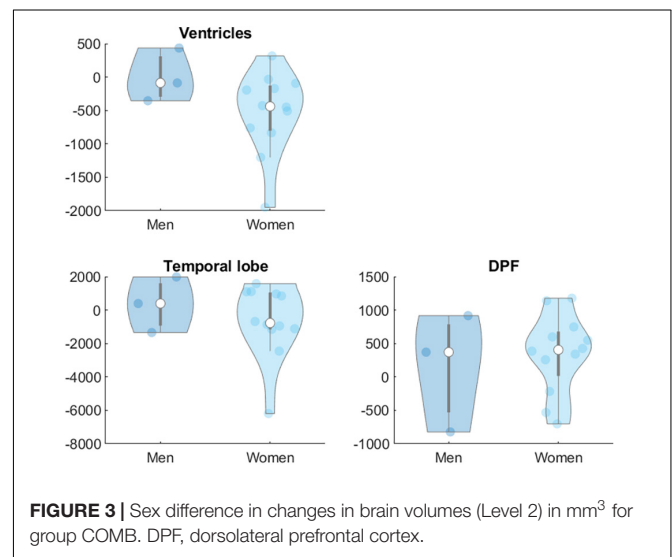 Ventricles
500
0
-500
-1000
-1500
-2000
Men Women
Temporal lobe
2000
0
-2000
-4000
-6000
-8000
Men Women
DPF
1500
1000
500
0
-500
-1000
Men Women
FIGURE 3 | Sex difference in changes in brain volumes (Level 2) in mm³ for
group COMB. DPF, dorsolateral prefrontal cortex.